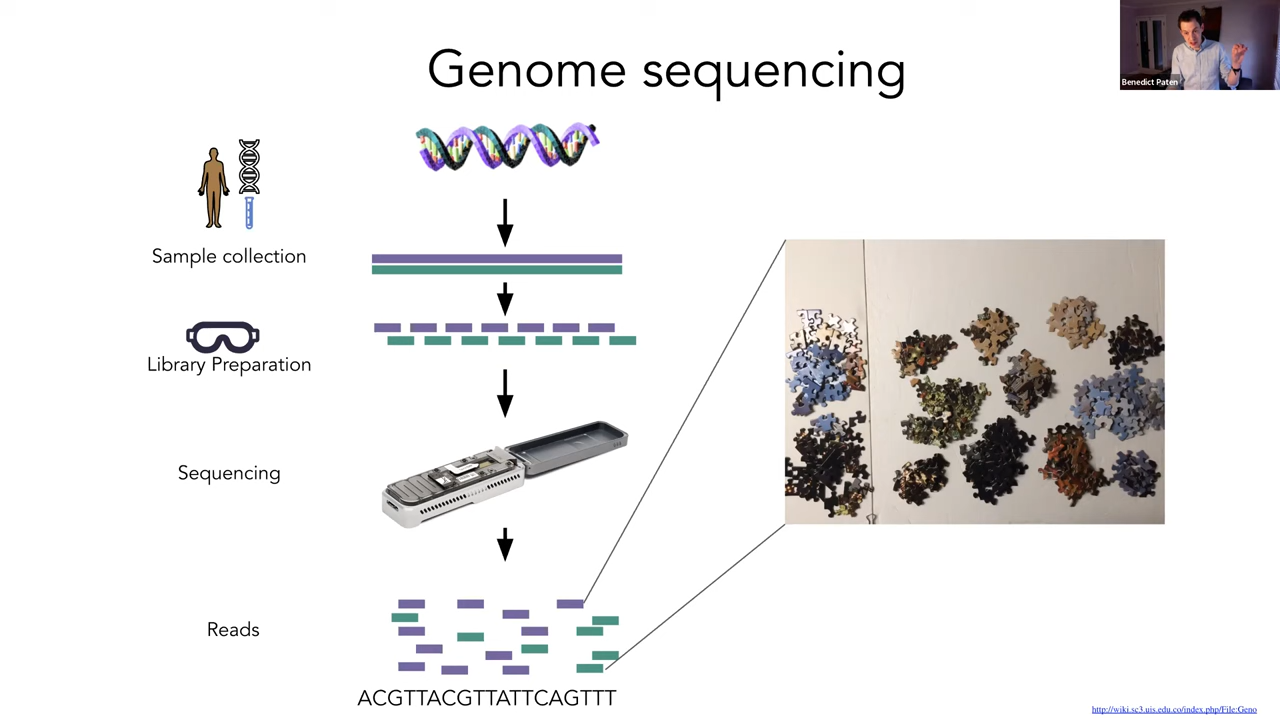 Genome sequencing
Benedict Paten
Sample collection
Library Preparation
Sequencing
Reads
ACGTTACGTTATTCAGTTT
http://wiki.sc3.uis.edu.co/index.php/File:Geno